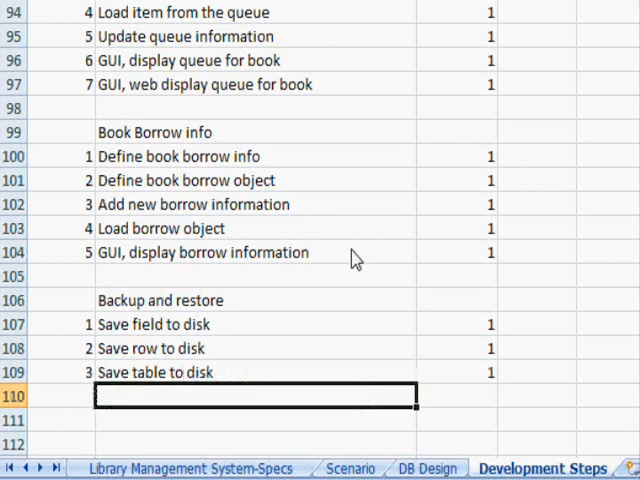 94 4 Load item from the queue 1
95 5 Update queue information 1
96 6 GUI, display queue for book 1
97 7 GUI, web display queue for book 1
98
99 Book Borrow info
100 1 Define book borrow info 1
101 2 Define book borrow object 1
102 3 Add new borrow information 1
103 4 Load borrow object 1
104 5 GUI, display borrow information 1
105
106 Backup and restore
107 1 Save field to disk 1
108 2 Save row to disk 1
109 3 Save table to disk 1
110
111
112
Library Management System-Specs Scenario DB Design Development Steps